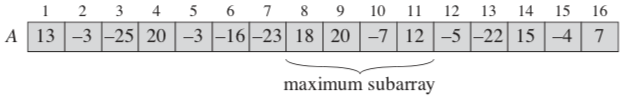 1 2 3 4 5 6 7 8 9 10 11 12 13 14 15 16
A 13 –3 –25 20 –3 –16 –23 18 20 –7 12 –5 –22 15 –4 7
maximum subarray